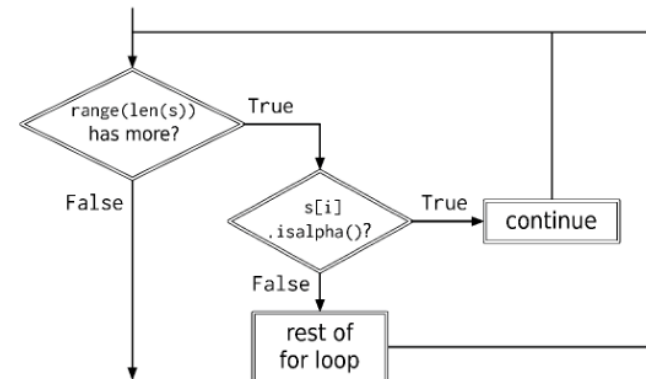 range(len(s))
has more?
True
False
s[i]
.isalpha()?
True
continue
False
rest of
for loop